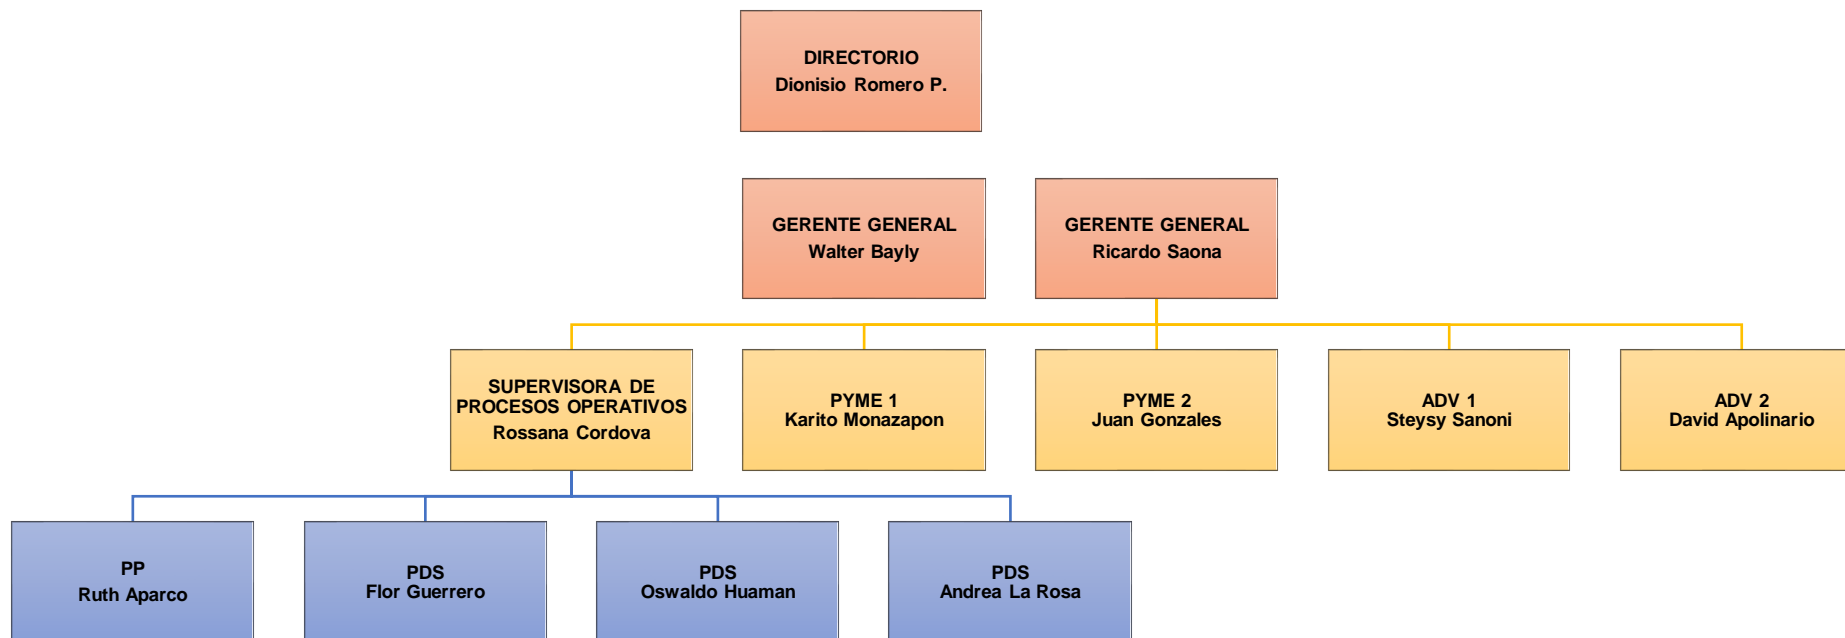 DIRECTORIO
Dionisio Romero P.
GERENTE GENERAL
Walter Bayly
GERENTE GENERAL
Ricardo Saona
SUPERVISORA DE
PROCESOS OPERATIVOS
Rossana Cordova
PYME 1
Karito Monazapon
PYME 2
Juan Gonzales
ADV 1
Steysy Sanoni
ADV 2
David Apolinario
PP
Ruth Aparco
PDS
Flor Guerrero
PDS
Oswaldo Huaman
PDS
Andrea La Rosa